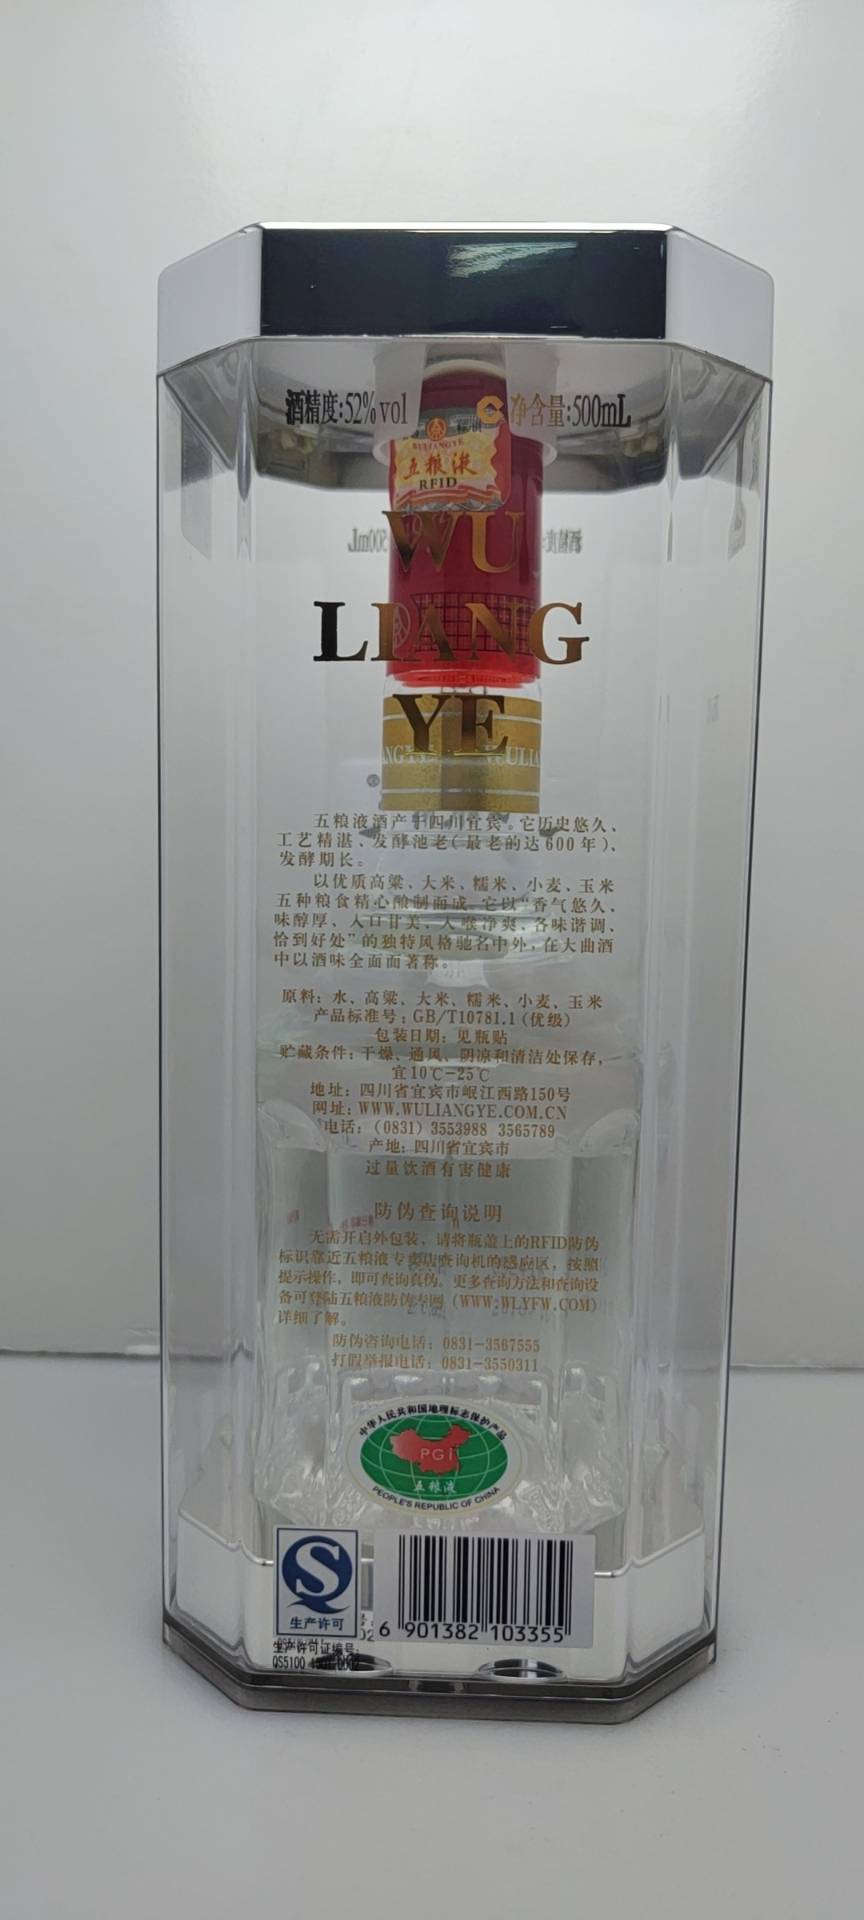 酒精度:52%vol
C净含量:500mL
WULIANGYE
五粮液
RFID
WU
LIANG
YE
五粮液酒产于四川宜宾。它历史悠久、
工艺精湛、发酵池老(最老的达600年)、
发酵期长。
以优质高粱、大米、糯米、小麦、玉米
五种粮食精心酿制而成。它以“香气悠久、
味醇厚、入口甘美、入喉净爽、各味谐调、
恰到好处”的独特风格驰名中外,在大曲酒
中以酒味全面而著称。
原料:水、高粱、大米、糯米、小麦、玉米
产品标准号:GB/T10781.1(优级)
包装日期:见瓶贴
贮藏条件:干燥、通风、阴凉和清洁处保存,
宜10℃-25℃
地址:四川省宜宾市岷江西路150号
网址:WWW.WULIANGYE.COM.CN
电话:(0831) 3553988 3565789
产地:四川省宜宾市
过量饮酒有害健康
防伪查询说明
无需开启外包装,请将瓶盖上的RFID防伪
标识靠近五粮液专卖店查询机的感应区,按照
提示操作,即可查询真伪。更多查询方法和查询设
备可登陆五粮液防伪专网(WWW.WLYFW.COM)
详细了解。
防伪咨询电话:0831-3567555
打假举报电话:0831-3550311
中华人民共和国地理标志保护产品
PGI
五粮液
PEOPLE'S REPUBLIC OF CHINA
S
生产许可
6 901382 103355
生产许可证编号:
QS5100 1501 0002